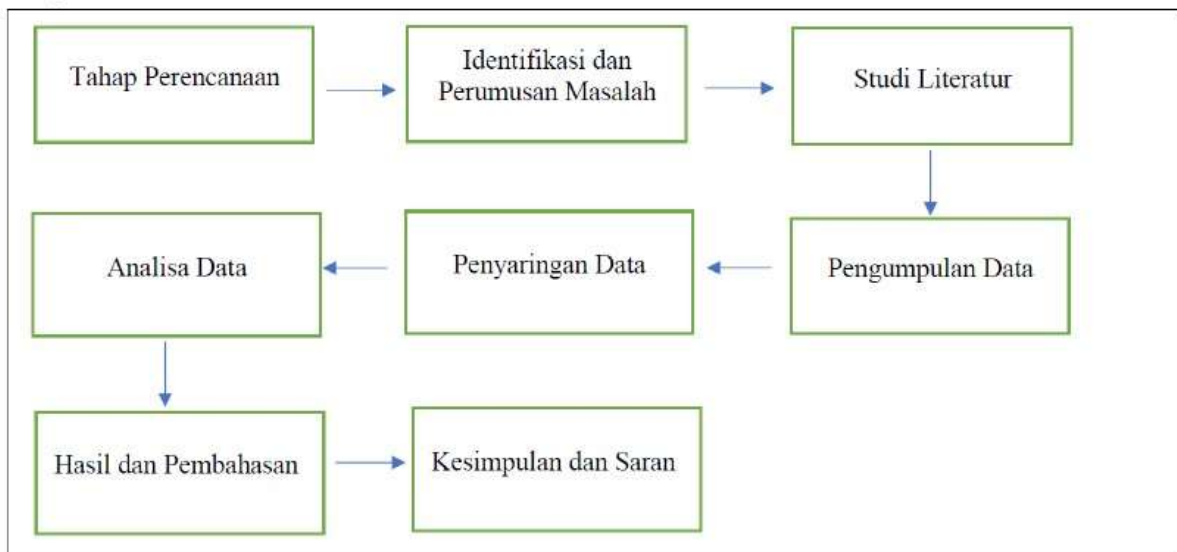 Tahap Perencanaan
Identifikasi dan
Perumusan Masalah
Studi Literatur
Pengumpulan Data
Penyaringan Data
Analisa Data
Hasil dan Pembahasan
Kesimpulan dan Saran